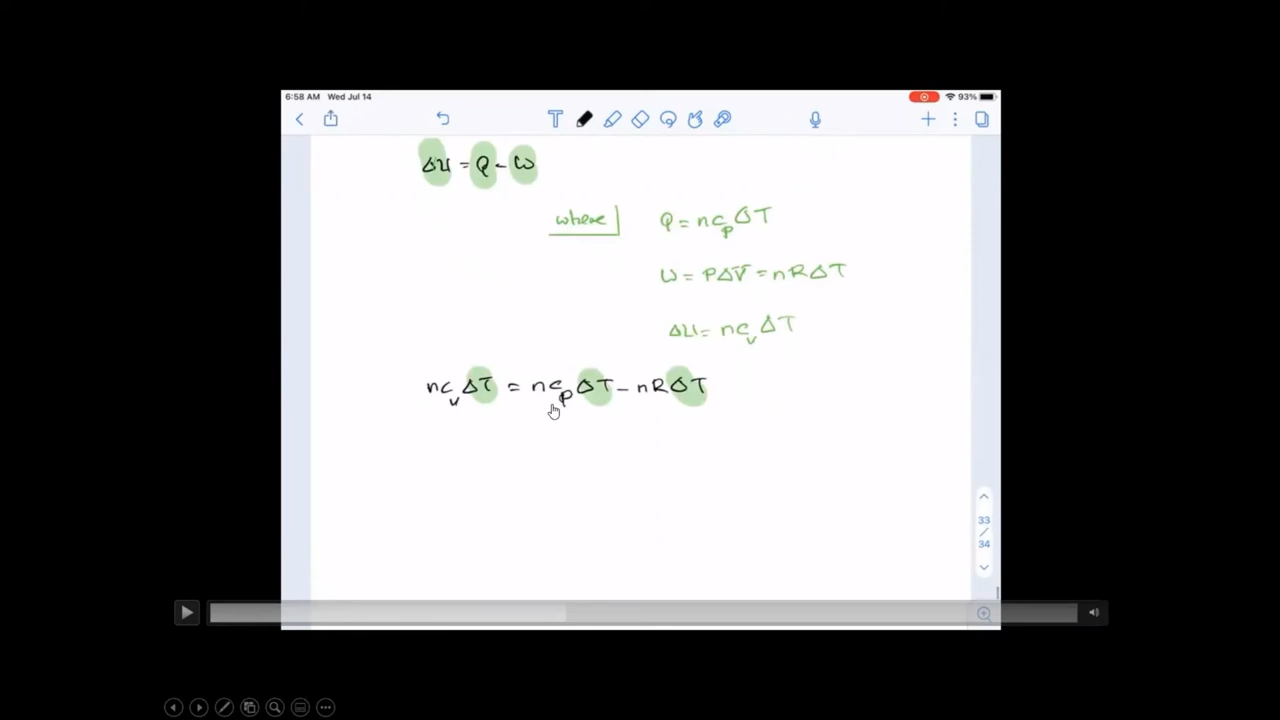 6:58 AM Wed Jul 14
93%
ΔU = Q - W
where
Q = nc_p ΔT
W = PΔV = nRΔT
ΔU = nc_v ΔT
nc_v ΔT = nc_p ΔT - nRΔT
33
/
34